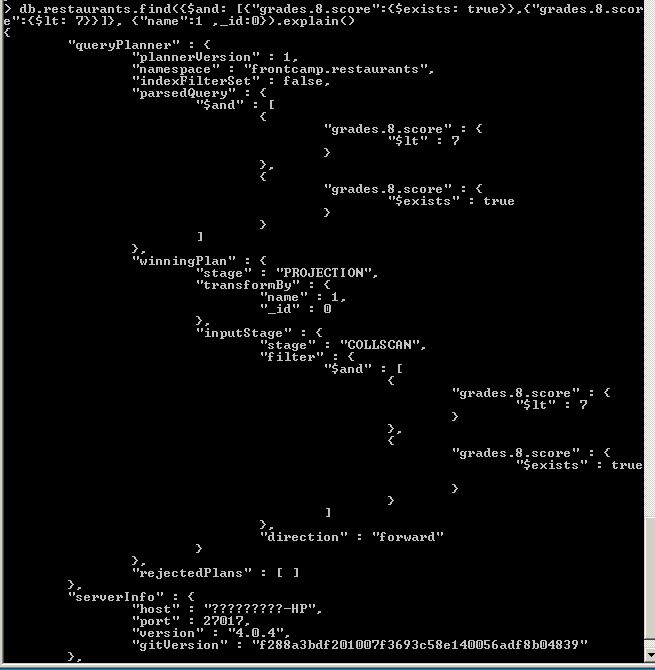 > db.restaurants.find({$and: [{"grades.8.score":{$exists: true}},{"grades.8.scor
e":{$lt: 7}}]}, {"name":1 ,_id:0}).explain()
{
"queryPlanner" : {
"plannerVersion" : 1,
"namespace" : "frontcamp.restaurants",
"indexFilterSet" : false,
"parsedQuery" : {
"$and" : [
{
"grades.8.score" : {
"$lt" : 7
}
},
{
"grades.8.score" : {
"$exists" : true
}
}
]
},
"winningPlan" : {
"stage" : "PROJECTION",
"transformBy" : {
"name" : 1,
"_id" : 0
},
"inputStage" : {
"stage" : "COLLSCAN",
"filter" : {
"$and" : [
{
"grades.8.score" : {
"$lt" : 7
}
},
{
"grades.8.score" : {
"$exists" : true
}
}
]
},
"direction" : "forward"
}
},
"rejectedPlans" : [ ]
},
"serverInfo" : {
"host" : "?????????-HP",
"port" : 27017,
"version" : "4.0.4",
"gitVersion" : "f288a3bdf201007f3693c58e140056adf8b04839"
},